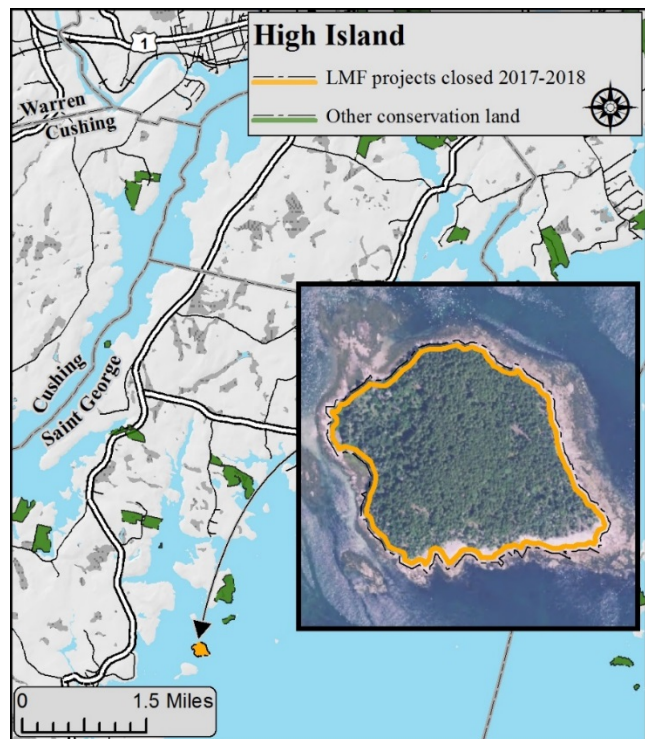 High Island
LMF projects closed 2017-2018
Other conservation land
1
Warren
Cushing
Cushing
Saint George
0 1.5 Miles